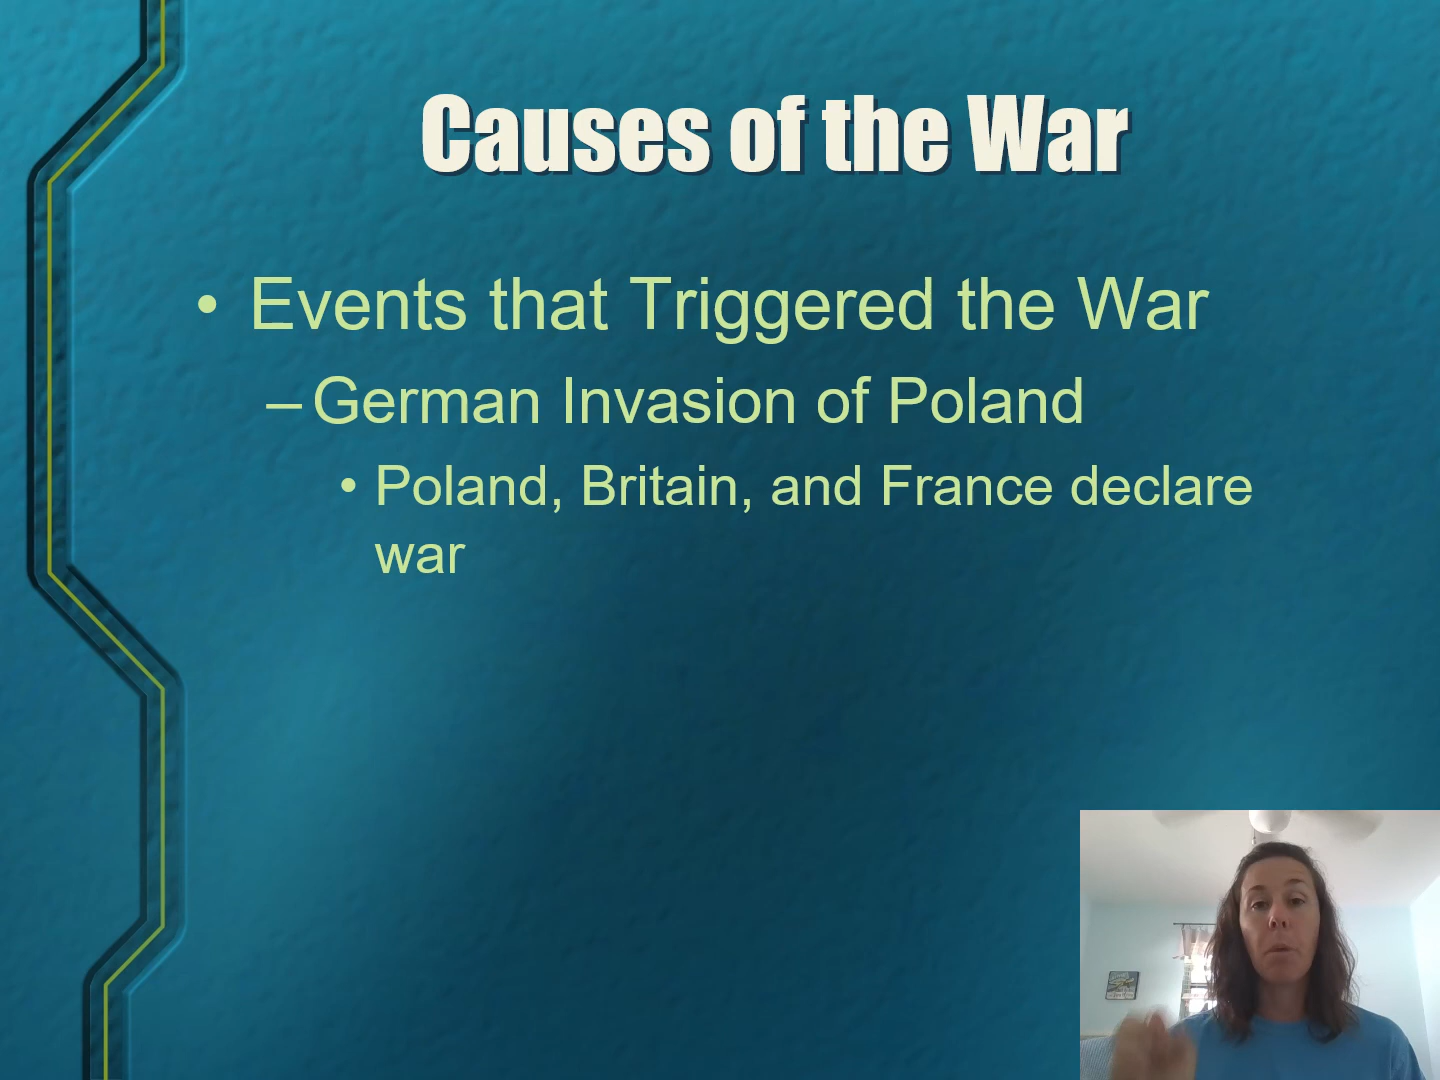 Causes of the War
• Events that Triggered the War
– German Invasion of Poland
• Poland, Britain, and France declare
war